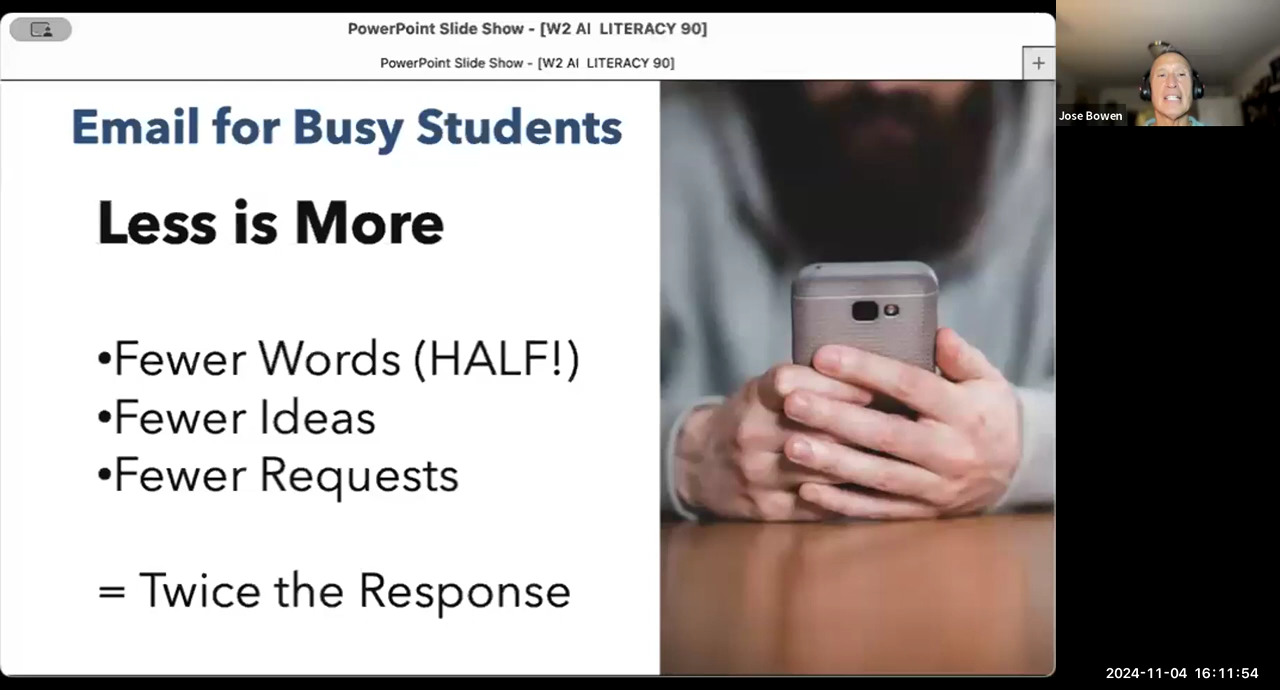 PowerPoint Slide Show - [W2 AI LITERACY 90]
PowerPoint Slide Show - [W2 AI LITERACY 90]
+
Email for Busy Students
Less is More
•Fewer Words (HALF!)
•Fewer Ideas
•Fewer Requests
= Twice the Response
Jose Bowen
2024-11-04 16:11:54